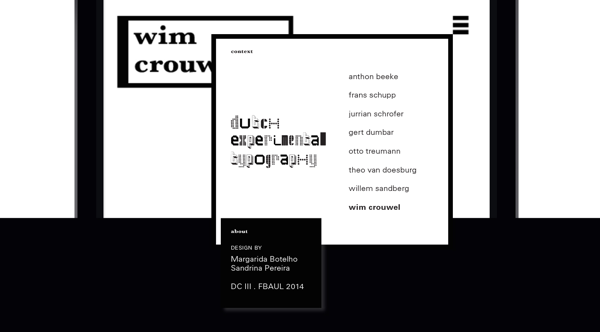 wim
crouw
context
dutch
experimental
typography
anthon beeke
frans schupp
jurrian schrofer
gert dumbar
otto treumann
theo van doesburg
willem sandberg
wim crouwel
about
DESIGN BY
Margarida Botelho
Sandrina Pereira
DC III . FBAUL 2014